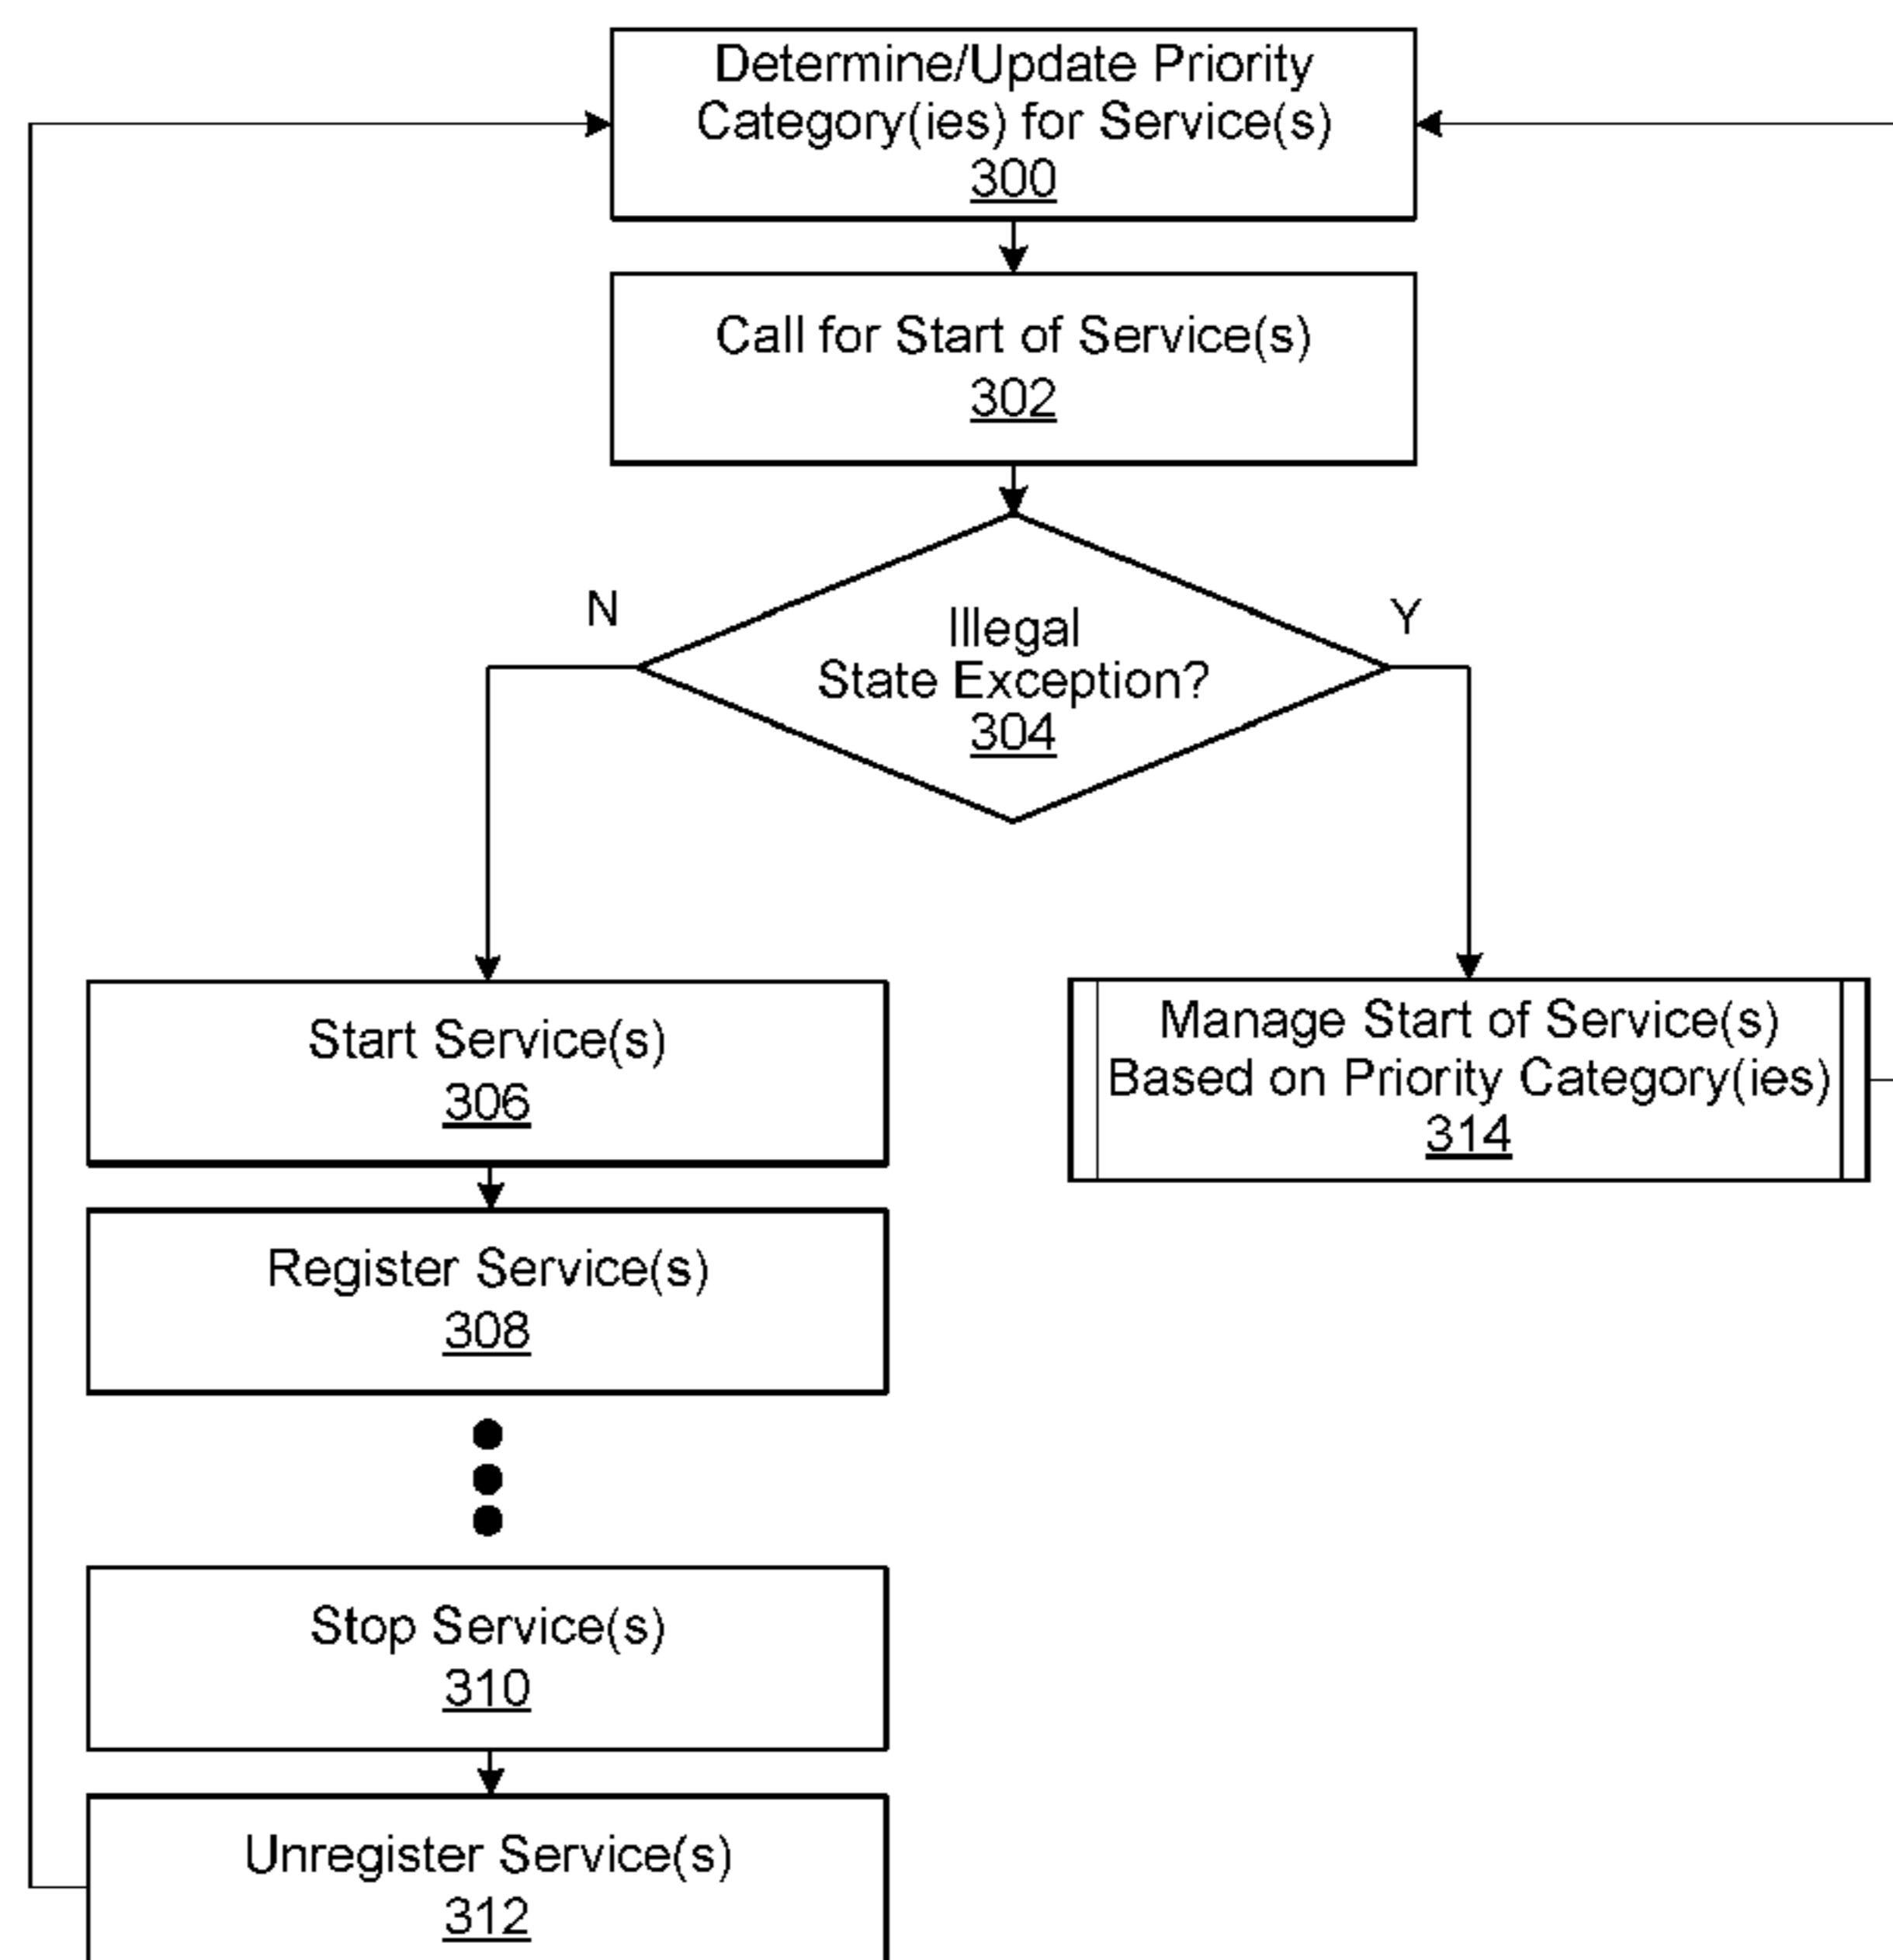 Determine/Update Priority
Category(ies) for Service(s)
300
Call for Start of Service(s)
302
N
Y
Illegal
State Exception?
304
Start Service(s)
306
Manage Start of Service(s)
Based on Priority Category(ies)
314
Register Service(s)
308
Stop Service(s)
310
Unregister Service(s)
312